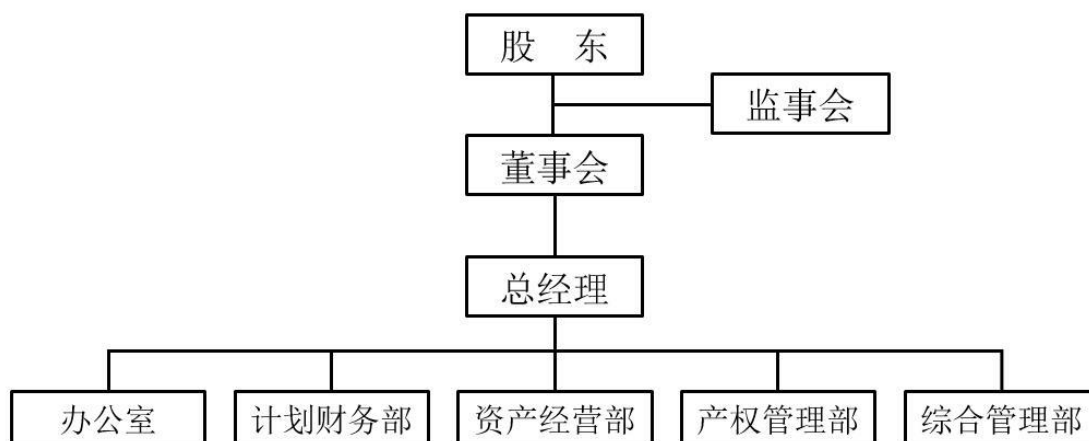 股 东
监事会
董事会
总经理
办公室
计划财务部
资产经营部
产权管理部
综合管理部